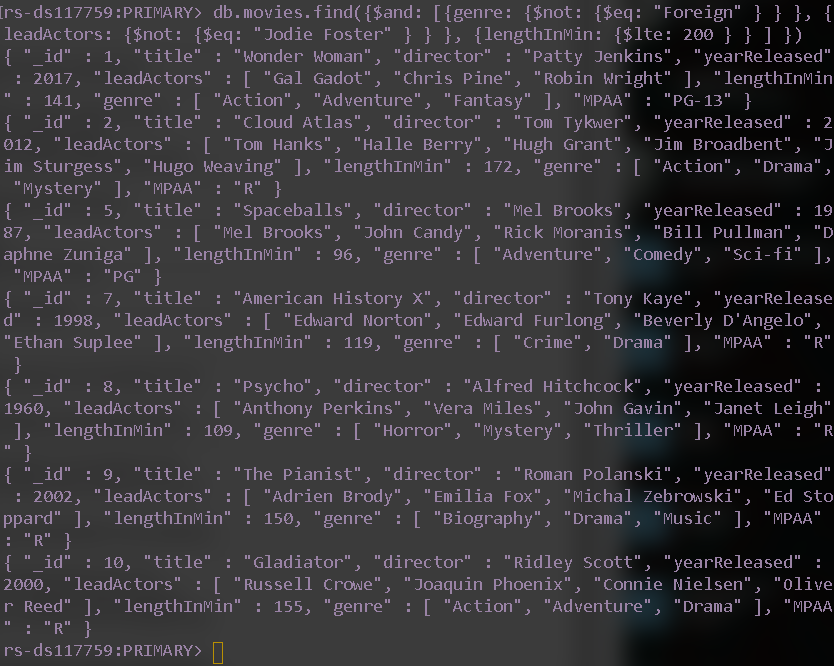 rs-ds117759:PRIMARY> db.movies.find({$and: [{genre: {$not: {$eq: "Foreign" } } }, {
leadActors: {$not: {$eq: "Jodie Foster" } } }, {lengthInMin: {$lte: 200 } } ] })
{ "_id" : 1, "title" : "Wonder Woman", "director" : "Patty Jenkins", "yearReleased"
 : 2017, "leadActors" : [ "Gal Gadot", "Chris Pine", "Robin Wright" ], "lengthInMin
" : 141, "genre" : [ "Action", "Adventure", "Fantasy" ], "MPAA" : "PG-13" }
{ "_id" : 2, "title" : "Cloud Atlas", "director" : "Tom Tykwer", "yearReleased" : 2
012, "leadActors" : [ "Tom Hanks", "Halle Berry", "Hugh Grant", "Jim Broadbent", "J
im Sturgess", "Hugo Weaving" ], "lengthInMin" : 172, "genre" : [ "Action", "Drama",
 "Mystery" ], "MPAA" : "R" }
{ "_id" : 5, "title" : "Spaceballs", "director" : "Mel Brooks", "yearReleased" : 19
87, "leadActors" : [ "Mel Brooks", "John Candy", "Rick Moranis", "Bill Pullman", "D
aphne Zuniga" ], "lengthInMin" : 96, "genre" : [ "Adventure", "Comedy", "Sci-fi" ],
 "MPAA" : "PG" }
{ "_id" : 7, "title" : "American History X", "director" : "Tony Kaye", "yearRelease
d" : 1998, "leadActors" : [ "Edward Norton", "Edward Furlong", "Beverly D'Angelo",
"Ethan Suplee" ], "lengthInMin" : 119, "genre" : [ "Crime", "Drama" ], "MPAA" : "R"
 }
{ "_id" : 8, "title" : "Psycho", "director" : "Alfred Hitchcock", "yearReleased" :
1960, "leadActors" : [ "Anthony Perkins", "Vera Miles", "John Gavin", "Janet Leigh"
 ], "lengthInMin" : 109, "genre" : [ "Horror", "Mystery", "Thriller" ], "MPAA" : "R
" }
{ "_id" : 9, "title" : "The Pianist", "director" : "Roman Polanski", "yearReleased"
 : 2002, "leadActors" : [ "Adrien Brody", "Emilia Fox", "Michal Zebrowski", "Ed Sto
ppard" ], "lengthInMin" : 150, "genre" : [ "Biography", "Drama", "Music" ], "MPAA"
: "R" }
{ "_id" : 10, "title" : "Gladiator", "director" : "Ridley Scott", "yearReleased" :
2000, "leadActors" : [ "Russell Crowe", "Joaquin Phoenix", "Connie Nielsen", "Olive
r Reed" ], "lengthInMin" : 155, "genre" : [ "Action", "Adventure", "Drama" ], "MPAA
" : "R" }
rs-ds117759:PRIMARY>